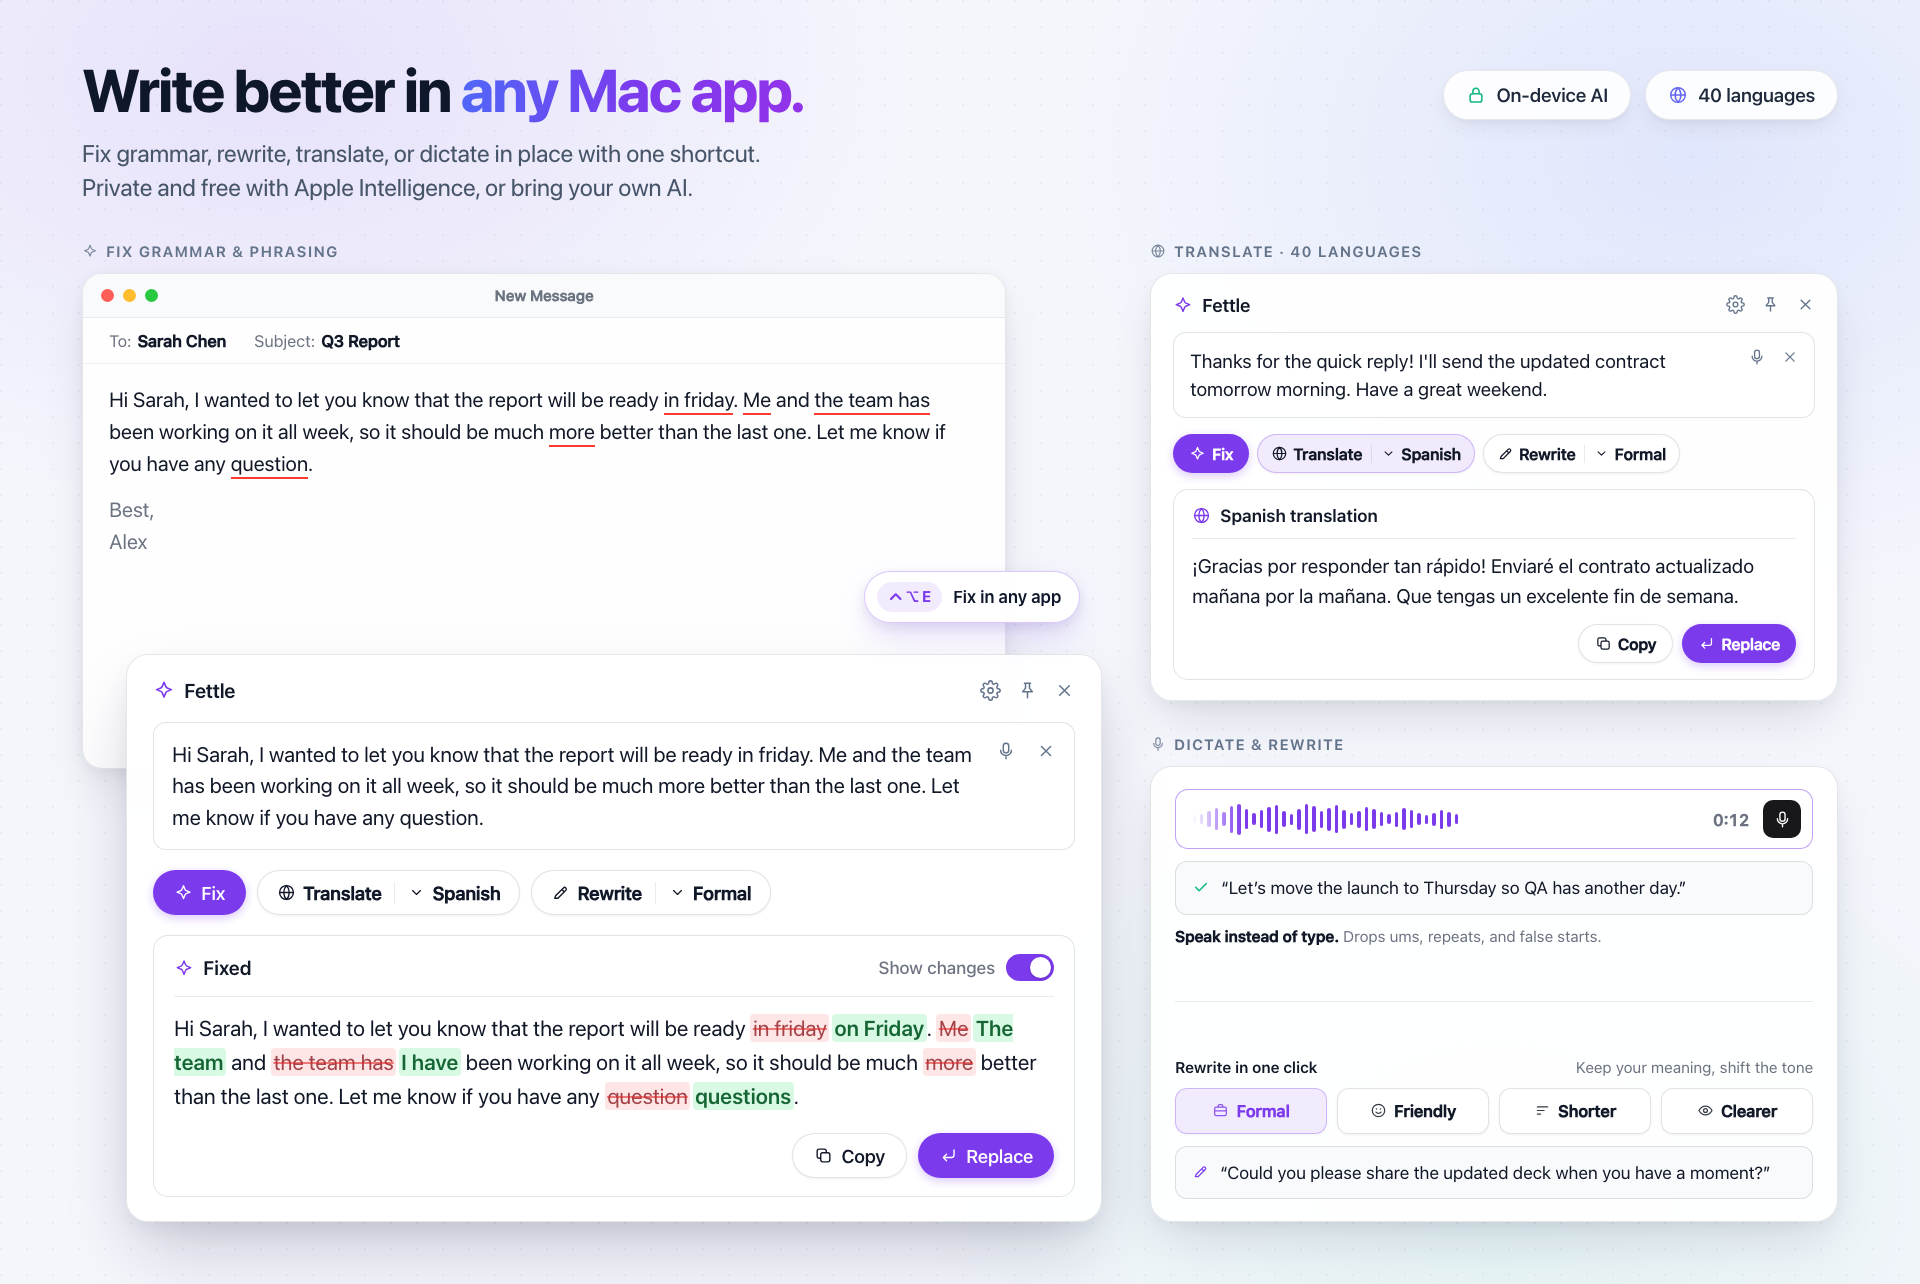 Write better in any Mac app.
Fix grammar, rewrite, translate, or dictate in place with one shortcut.
Private and free with Apple Intelligence, or bring your own AI.
On-device AI
40 languages
FIX GRAMMAR & PHRASING
New Message
To: Sarah Chen Subject: Q3 Report
Hi Sarah, I wanted to let you know that the report will be ready in friday. Me and the team has
been working on it all week, so it should be much more better than the last one. Let me know if
you have any question.
Best,
Alex
⌃⌥E Fix in any app
Fettle
Hi Sarah, I wanted to let you know that the report will be ready in friday. Me and the team
has been working on it all week, so it should be much more better than the last one. Let
me know if you have any question.
Fix Translate Spanish Rewrite Formal
Fixed Show changes
Hi Sarah, I wanted to let you know that the report will be ready in friday on Friday. Me The
team and the team has I have been working on it all week, so it should be much more better
than the last one. Let me know if you have any question questions.
Copy Replace
TRANSLATE · 40 LANGUAGES
Fettle
Thanks for the quick reply! I'll send the updated contract
tomorrow morning. Have a great weekend.
Fix Translate Spanish Rewrite Formal
Spanish translation
¡Gracias por responder tan rápido! Enviaré el contrato actualizado
mañana por la mañana. Que tengas un excelente fin de semana.
Copy Replace
DICTATE & REWRITE
0:12
“Let’s move the launch to Thursday so QA has another day.”
Speak instead of type. Drops ums, repeats, and false starts.
Rewrite in one click Keep your meaning, shift the tone
Formal Friendly Shorter Clearer
“Could you please share the updated deck when you have a moment?”